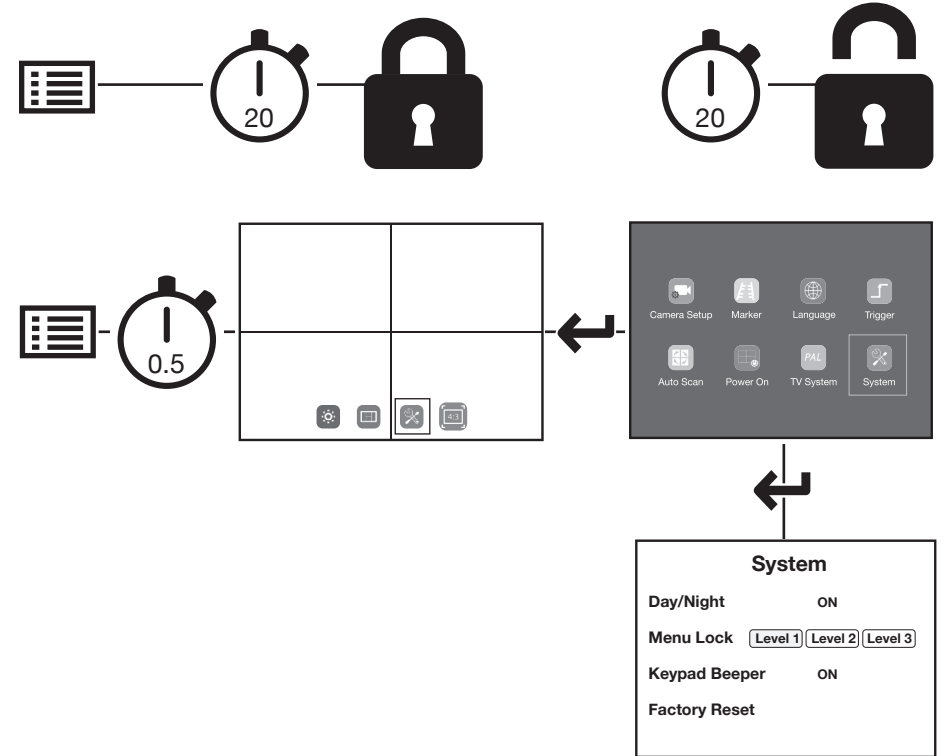 20
20
0.5
Camera Setup Marker Language Trigger
PAL
Auto Scan Power On TV System System
4:3
System
Day/Night ON
Menu Lock Level 1 Level 2 Level 3
Keypad Beeper ON
Factory Reset